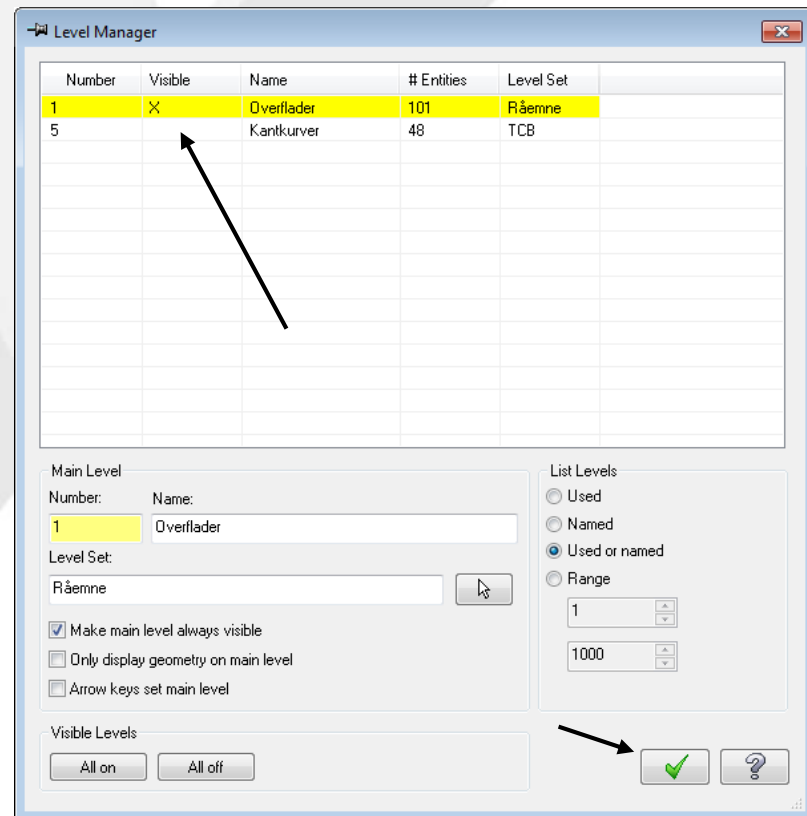 Level Manager
Number Visible Name # Entities Level Set
1 X Overflader 101 Råemne
5 Kantkurver 48 TCB
Main Level
Number: Name:
1 Overflader
Level Set:
Råemne
Make main level always visible
Only display geometry on main level
Arrow keys set main level
List Levels
Used
Named
Used or named
Range
1
1000
Visible Levels
All on All off